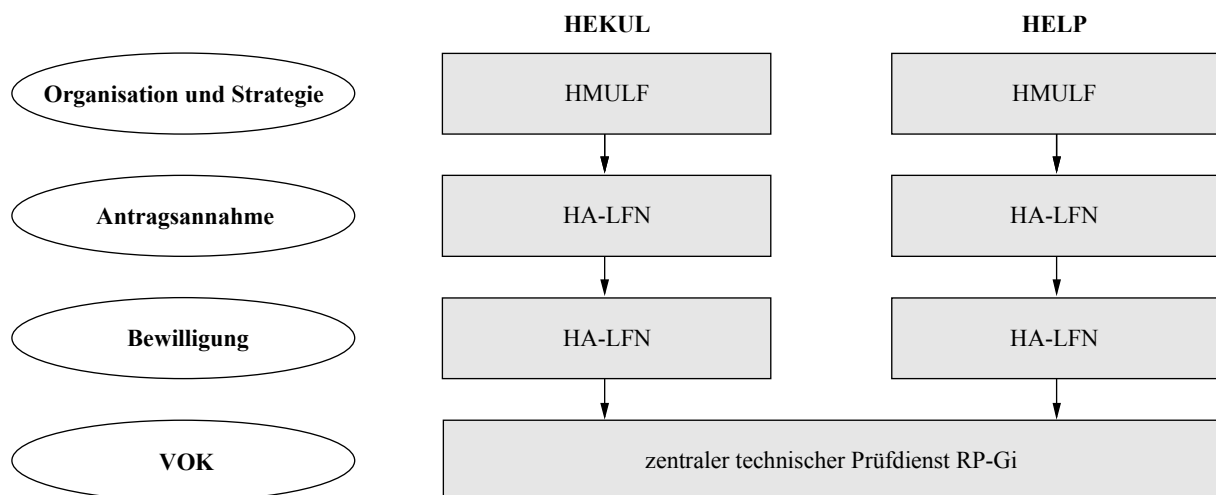 HEKUL HELP
Organisation und Strategie HMULF HMULF
Antragsannahme HA-LFN HA-LFN
Bewilligung HA-LFN HA-LFN
VOK zentraler technischer Prüfdienst RP-Gi